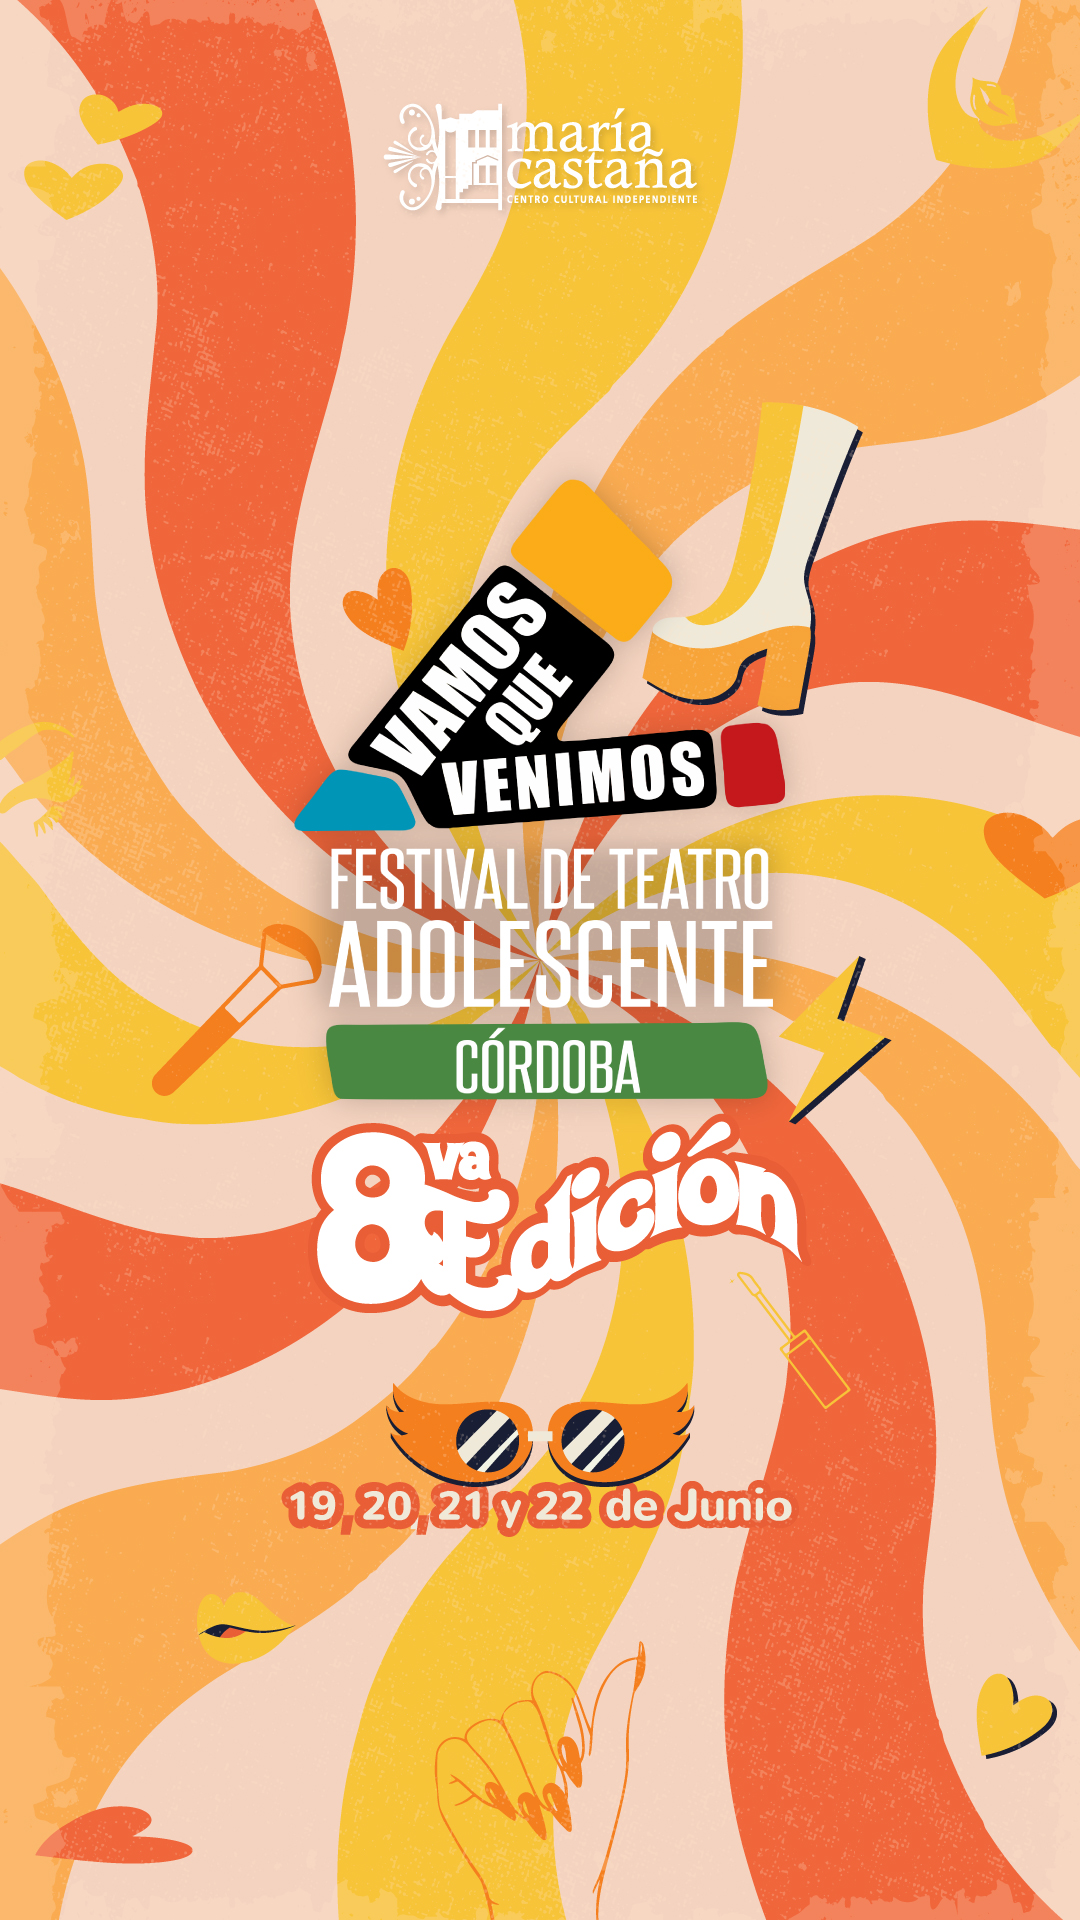 maría
castaña
CENTRO CULTURAL INDEPENDIENTE
VAMOS
QUE
VENIMOS
FESTIVAL DE TEATRO
ADOLESCENTE
CÓRDOBA
8va Edición
19, 20, 21 y 22 de Junio